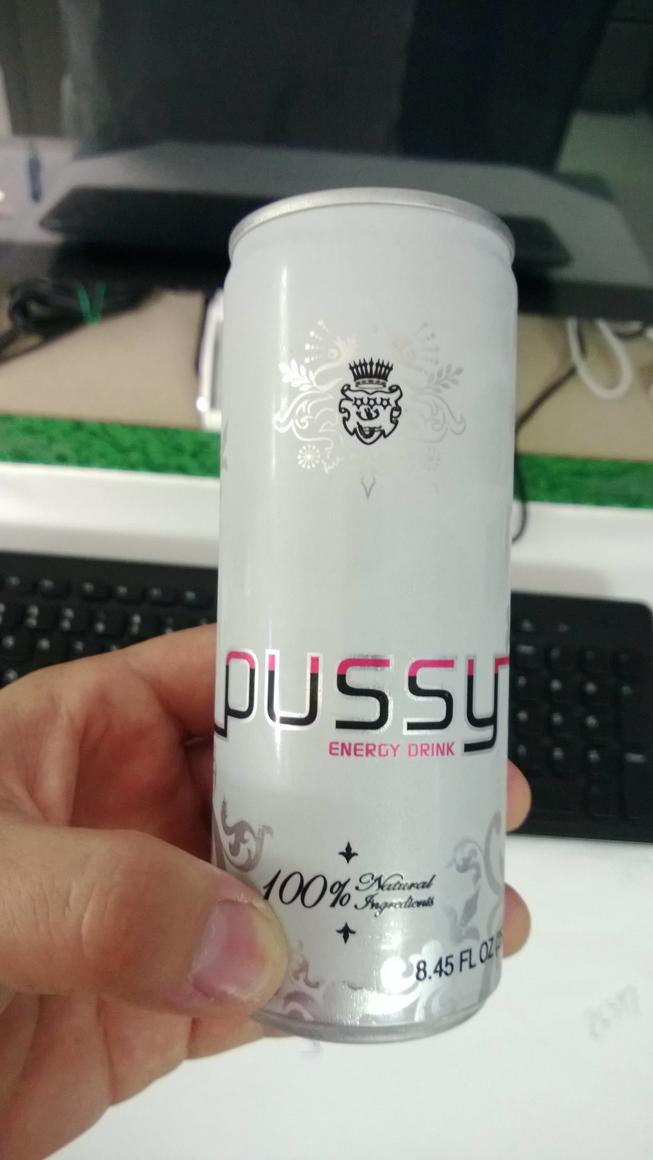 pussy
ENERGY DRINK
100% Natural
Ingredients
8.45 FL OZ